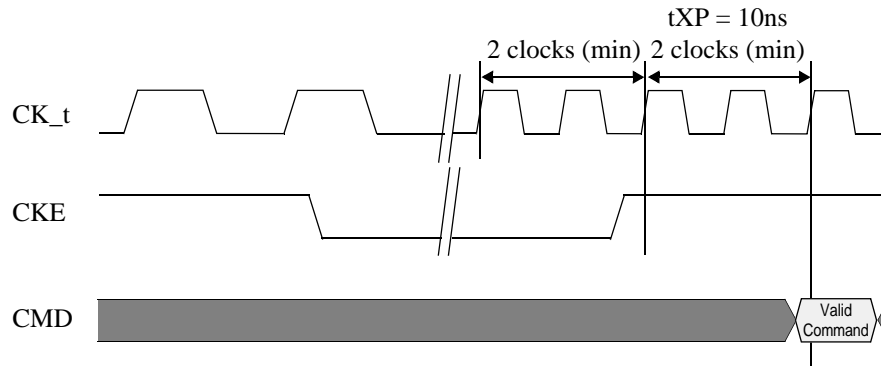 tXP = 10ns
2 clocks (min) 2 clocks (min)
CK_t
CKE
CMD
Valid
Command